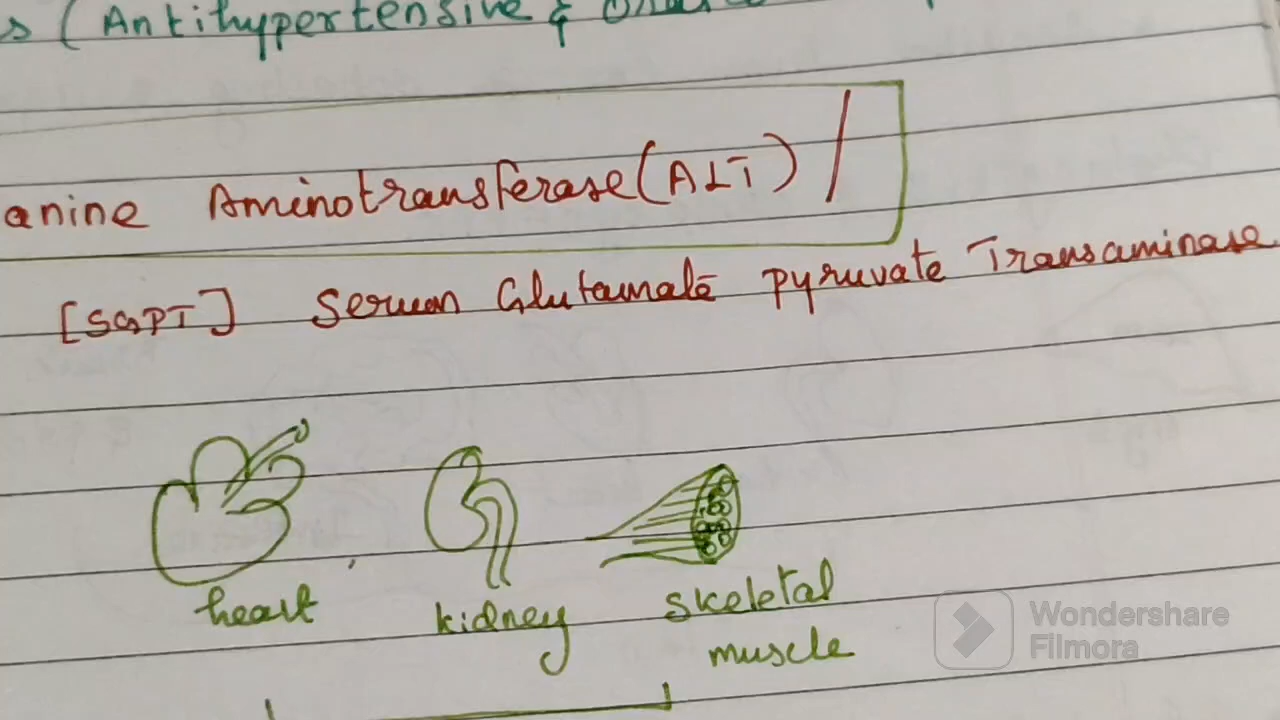 s (Antihypertensive &
anine Aminotransferase (ALT) /
[SGPT] Serum Glutamate pyruvate Transaminase
heart
kidney
skeletal
muscle
Wondershare
Filmora